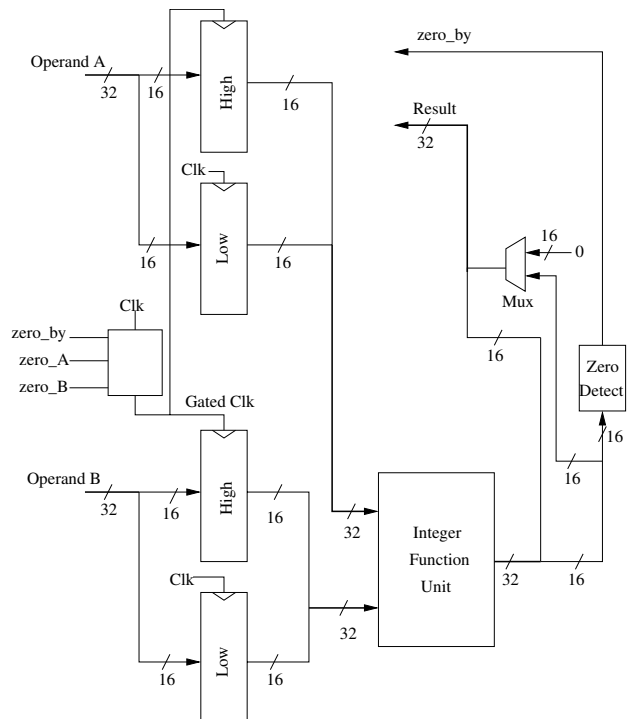 zero_by
Operand A
32
16
High
16
Result
32
Clk
16
Low
16
16
0
Mux
Clk
zero_by
zero_A
zero_B
16
Zero
Detect
Gated Clk
16
Operand B
32
16
High
16
16
32
Integer
Function
Unit
32
16
Clk
32
16
Low
16